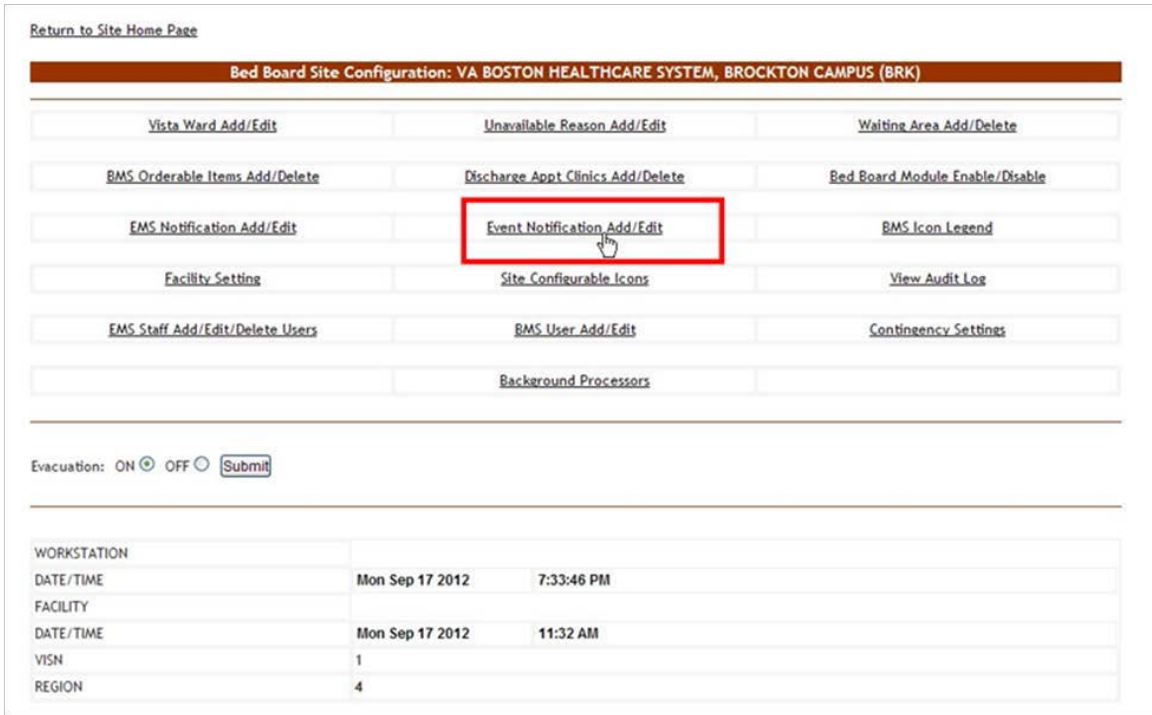 Return to Site Home Page
Bed Board Site Configuration: VA BOSTON HEALTHCARE SYSTEM, BROCKTON CAMPUS (BRK)
Vista Ward Add/Edit Unavailable Reason Add/Edit Waiting Area Add/Delete
BMS Orderable Items Add/Delete Discharge Appt Clinics Add/Delete Bed Board Module Enable/Disable
EMS Notification Add/Edit Event Notification Add/Edit BMS Icon Legend
Facility Setting Site Configurable Icons View Audit Log
EMS Staff Add/Edit/Delete Users BMS User Add/Edit Contingency Settings
Background Processors
Evacuation: ON OFF Submit
WORKSTATION
DATE/TIME Mon Sep 17 2012 7:33:46 PM
FACILITY
DATE/TIME Mon Sep 17 2012 11:32 AM
VISN 1
REGION 4